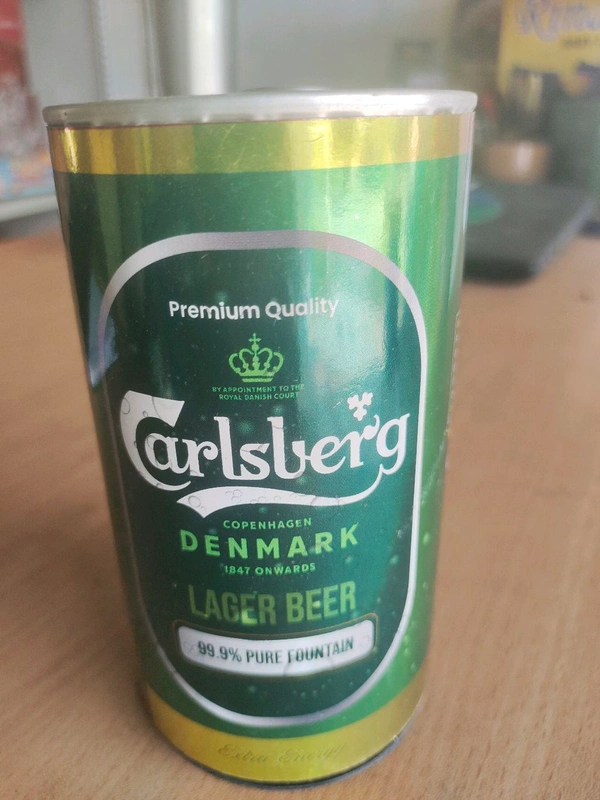 Premium Quality
BY APPOINTMENT TO THE
ROYAL DANISH COURT
Carlsberg
COPENHAGEN
DENMARK
1847 ONWARDS
LAGER BEER
99.9% PURE FOUNTAIN
Extra